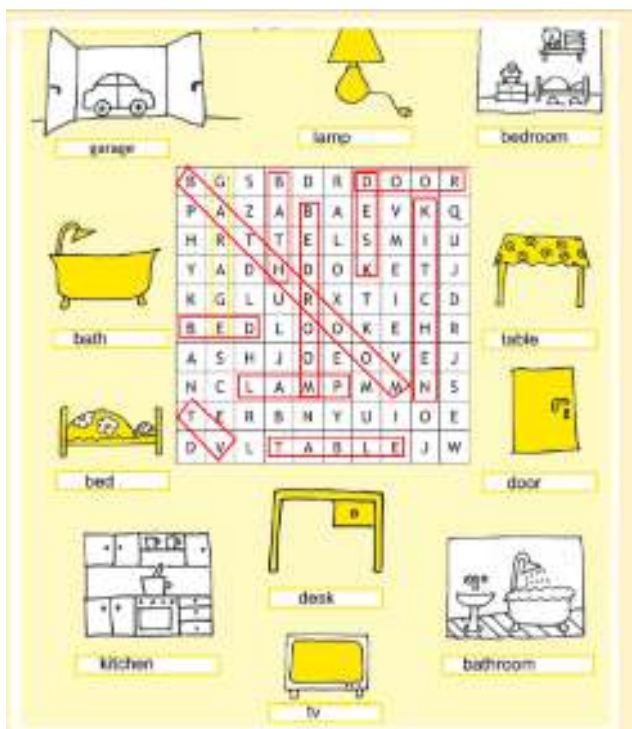 garage
lamp
bedroom
B G S B D R D O O R
P A Z A B A E V K Q
H R T T E L S M I U
Y A D H D O K E T J
K G L U R X T I C D
B E D L O O K E H R
A S H J O E O V E J
N C L A M P M M N S
T E R B N Y U I O E
D V L T A B L E J W
bath
table
bed
door
desk
kitchen
bathroom
tv